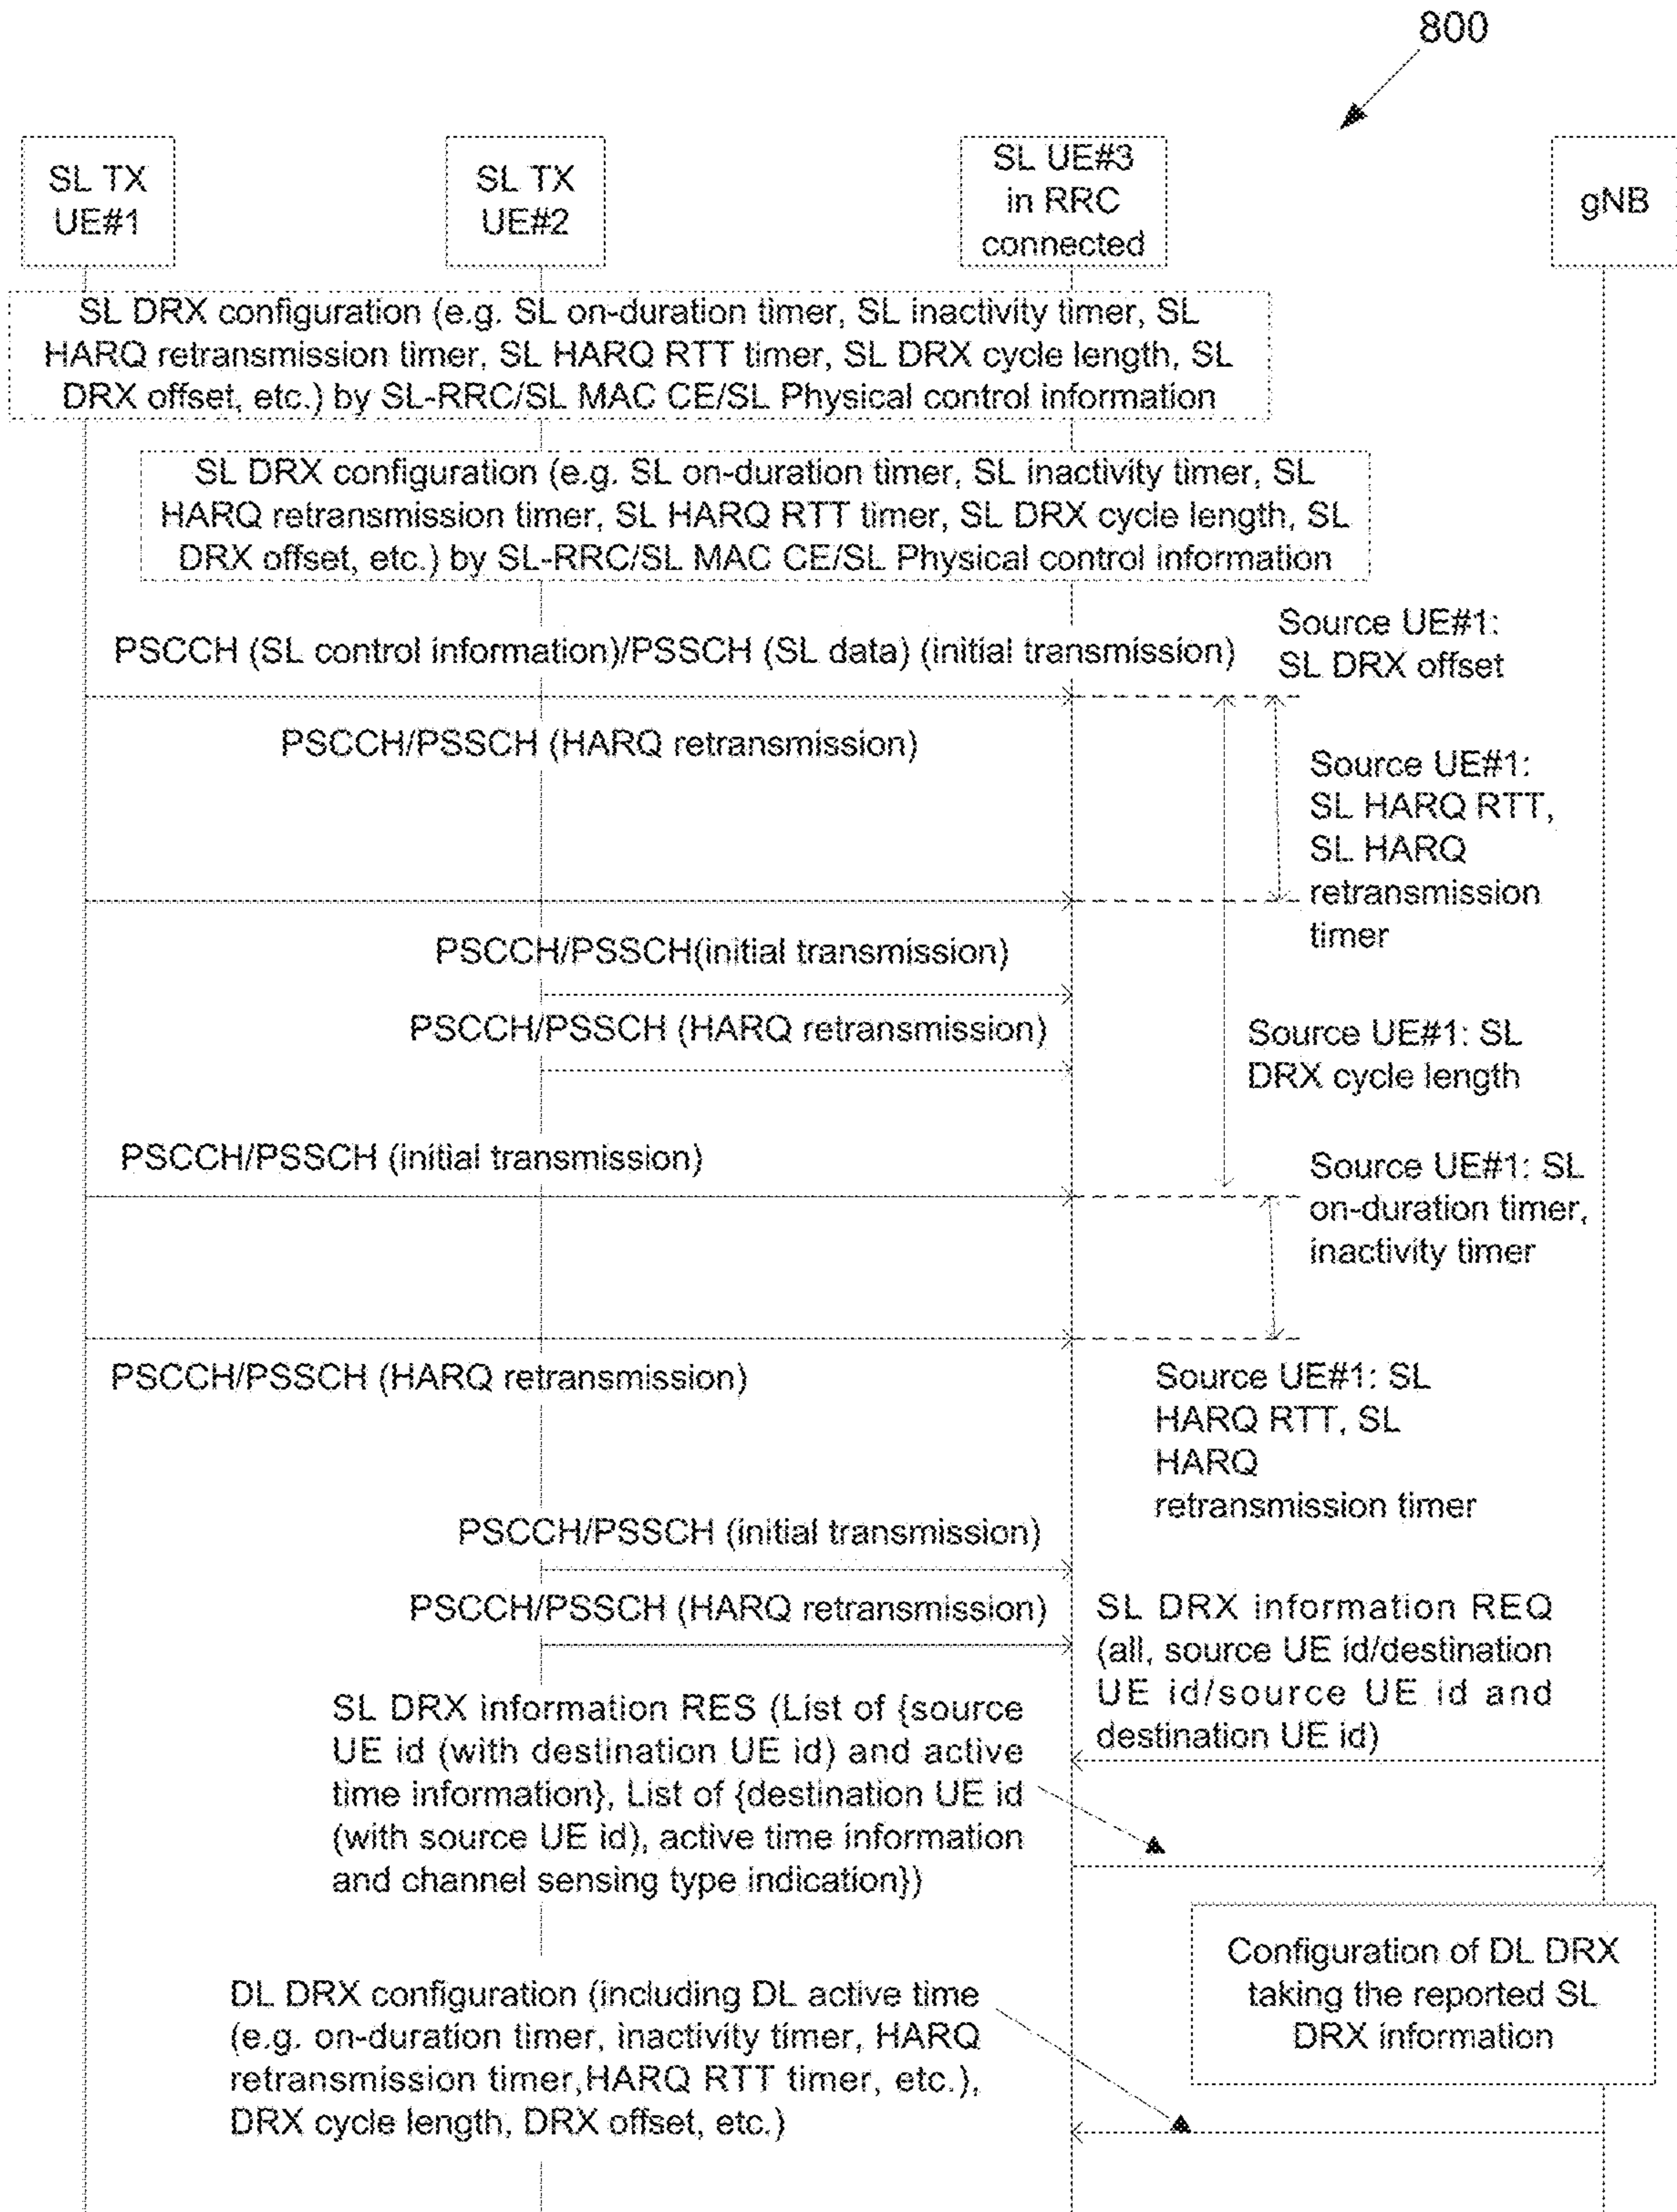 800
SL TX
UE#1
SL TX
UE#2
SL UE#3
in RRC
connected
gNB
SL DRX configuration (e.g. SL on-duration timer, SL inactivity timer, SL
HARQ retransmission timer, SL HARQ RTT timer, SL DRX cycle length, SL
DRX offset, etc.) by SL-RRC/SL MAC CE/SL Physical control information
SL DRX configuration (e.g. SL on-duration timer, SL inactivity timer, SL
HARQ retransmission timer, SL HARQ RTT timer, SL DRX cycle length, SL
DRX offset, etc.) by SL-RRC/SL MAC CE/SL Physical control information
PSCCH (SL control information)/PSSCH (SL data) (initial transmission)
Source UE#1:
SL DRX offset
PSCCH/PSSCH (HARQ retransmission)
Source UE#1:
SL HARQ RTT,
SL HARQ
retransmission
timer
PSCCH/PSSCH(initial transmission)
PSCCH/PSSCH (HARQ retransmission)
Source UE#1: SL
DRX cycle length
PSCCH/PSSCH (initial transmission)
Source UE#1: SL
on-duration timer,
inactivity timer
PSCCH/PSSCH (HARQ retransmission)
Source UE#1: SL
HARQ RTT, SL
HARQ
retransmission timer
PSCCH/PSSCH (initial transmission)
PSCCH/PSSCH (HARQ retransmission)
SL DRX information REQ
(all, source UE id/destination
UE id/source UE id and
destination UE id)
SL DRX information RES (List of {source
UE id (with destination UE id) and active
time information}, List of {destination UE id
(with source UE id), active time information
and channel sensing type indication})
Configuration of DL DRX
taking the reported SL
DRX information
DL DRX configuration (including DL active time
(e.g. on-duration timer, inactivity timer, HARQ
retransmission timer,HARQ RTT timer, etc.),
DRX cycle length, DRX offset, etc.)